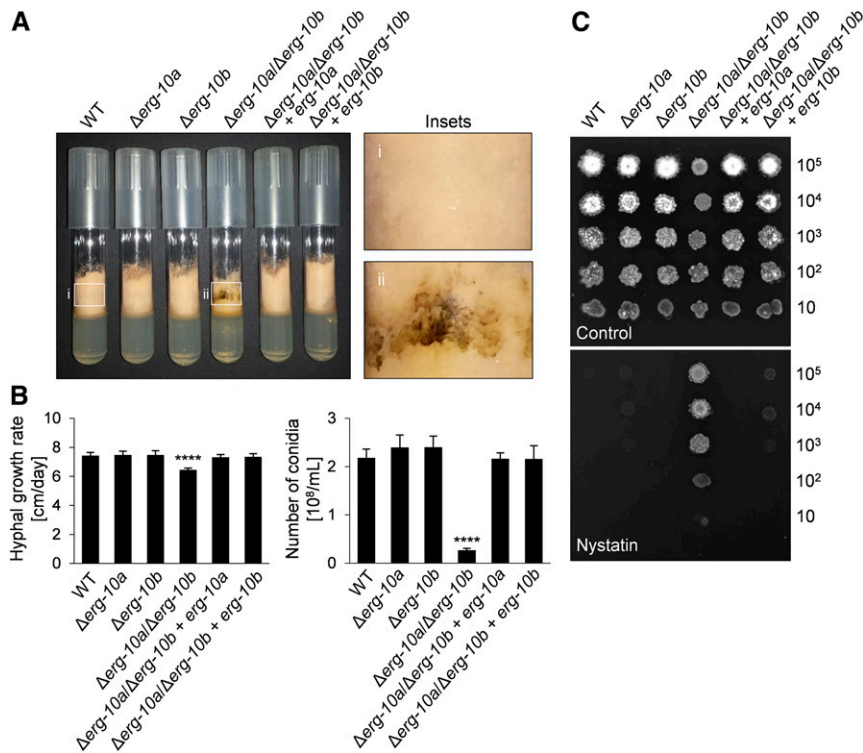 A
WT
Δerg-10a
Δerg-10b
Δerg-10a/Δerg-10b
Δerg-10a/Δerg-10b
+ erg-10a
Δerg-10a/Δerg-10b
+ erg-10b
Insets
i
ii
i
ii
B
Hyphal growth rate
[cm/day]
10
8
6
4
2
0
****
WT
Δerg-10a
Δerg-10b
Δerg-10a/Δerg-10b
Δerg-10a/Δerg-10b + erg-10a
Δerg-10a/Δerg-10b + erg-10b
Number of conidia
[10⁸/mL]
3
2
1
0
****
WT
Δerg-10a
Δerg-10b
Δerg-10a/Δerg-10b
Δerg-10a/Δerg-10b + erg-10a
Δerg-10a/Δerg-10b + erg-10b
C
WT
Δerg-10a
Δerg-10b
Δerg-10a/Δerg-10b
Δerg-10a/Δerg-10b
+ erg-10a
Δerg-10a/Δerg-10b
+ erg-10b
10⁵
10⁴
10³
10²
10
Control
10⁵
10⁴
10³
10²
10
Nystatin